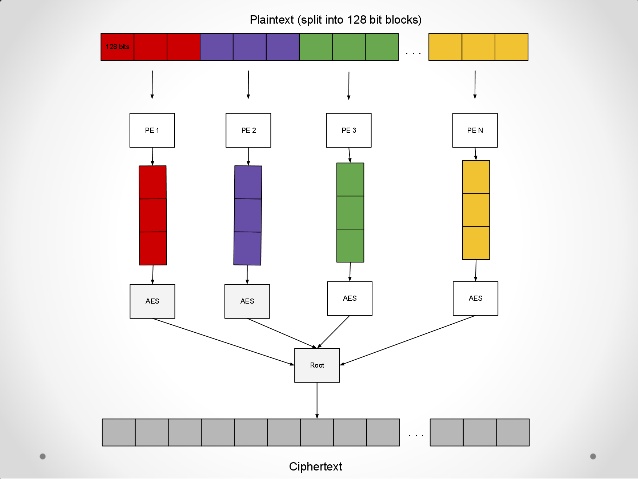 Plaintext (split into 128 bit blocks)
128 bits
. . .
PE 1
PE 2
PE 3
PE N
AES
AES
AES
AES
Root
. . .
Ciphertext